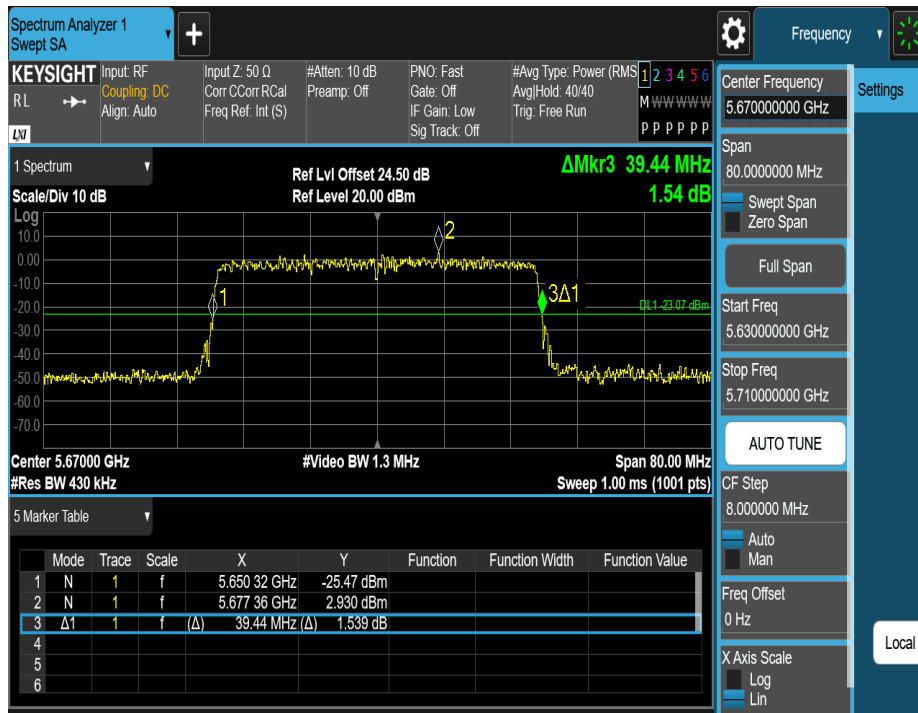 Spectrum Analyzer 1
Swept SA
+
Frequency
KEYSIGHT
RL
LXI
Input: RF
Coupling: DC
Align: Auto
Input Z: 50 Ω
Corr CCorr RCal
Freq Ref: Int (S)
#Atten: 10 dB
Preamp: Off
PNO: Fast
Gate: Off
IF Gain: Low
Sig Track: Off
#Avg Type: Power (RMS
Avg|Hold: 40/40
Trig: Free Run
1 2 3 4 5 6
M W W W W W
P P P P P P
1 Spectrum
Scale/Div 10 dB
Ref Lvl Offset 24.50 dB
Ref Level 20.00 dBm
ΔMkr3 39.44 MHz
1.54 dB
Log
10.0
0.00
-10.0
-20.0
-30.0
-40.0
-50.0
-60.0
-70.0
1
2
3Δ1
DL1 -23.07 dBm
Center 5.67000 GHz
#Res BW 430 kHz
#Video BW 1.3 MHz
Span 80.00 MHz
Sweep 1.00 ms (1001 pts)
5 Marker Table
Mode Trace Scale X Y Function Function Width Function Value
1 N 1 f 5.650 32 GHz -25.47 dBm
2 N 1 f 5.677 36 GHz 2.930 dBm
3 Δ1 1 f (Δ) 39.44 MHz (Δ) 1.539 dB
4
5
6
Center Frequency
5.670000000 GHz
Settings
Span
80.0000000 MHz
Swept Span
Zero Span
Full Span
Start Freq
5.630000000 GHz
Stop Freq
5.710000000 GHz
AUTO TUNE
CF Step
8.000000 MHz
Auto
Man
Freq Offset
0 Hz
X Axis Scale
Log
Lin
Local